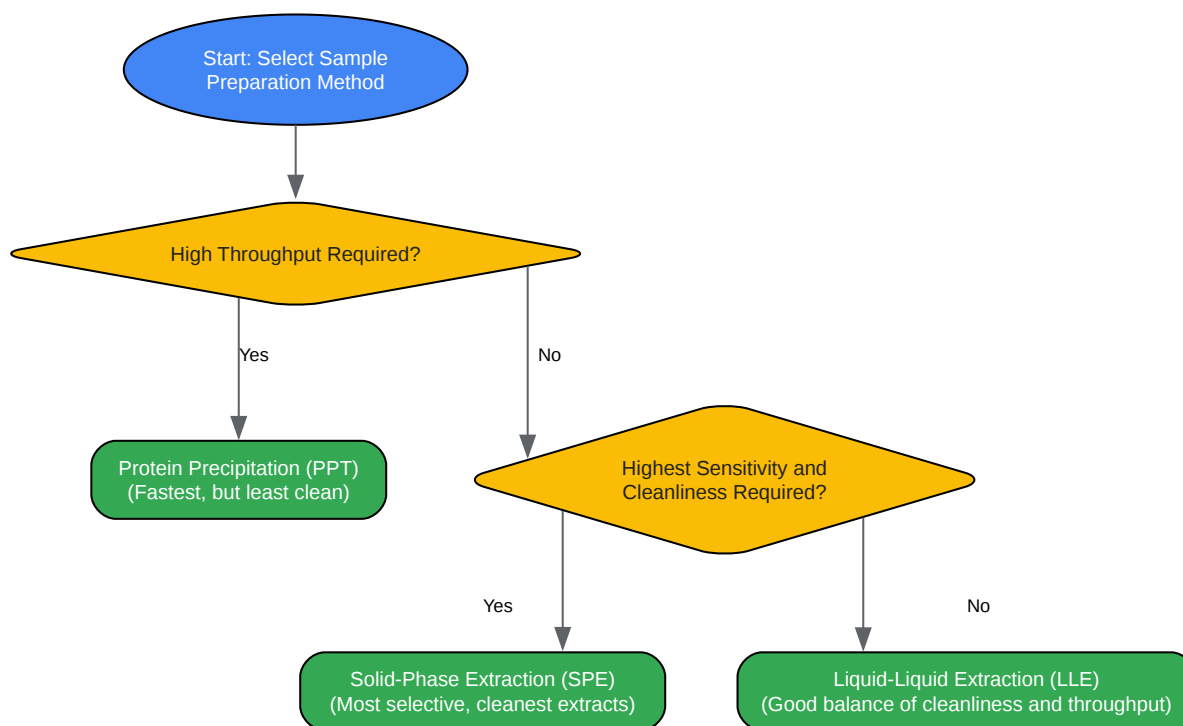 Start: Select Sample
Preparation Method
High Throughput Required?
Yes
No
Protein Precipitation (PPT)
(Fastest, but least clean)
Highest Sensitivity and
Cleanliness Required?
Yes
No
Solid-Phase Extraction (SPE)
(Most selective, cleanest extracts)
Liquid-Liquid Extraction (LLE)
(Good balance of cleanliness and throughput)